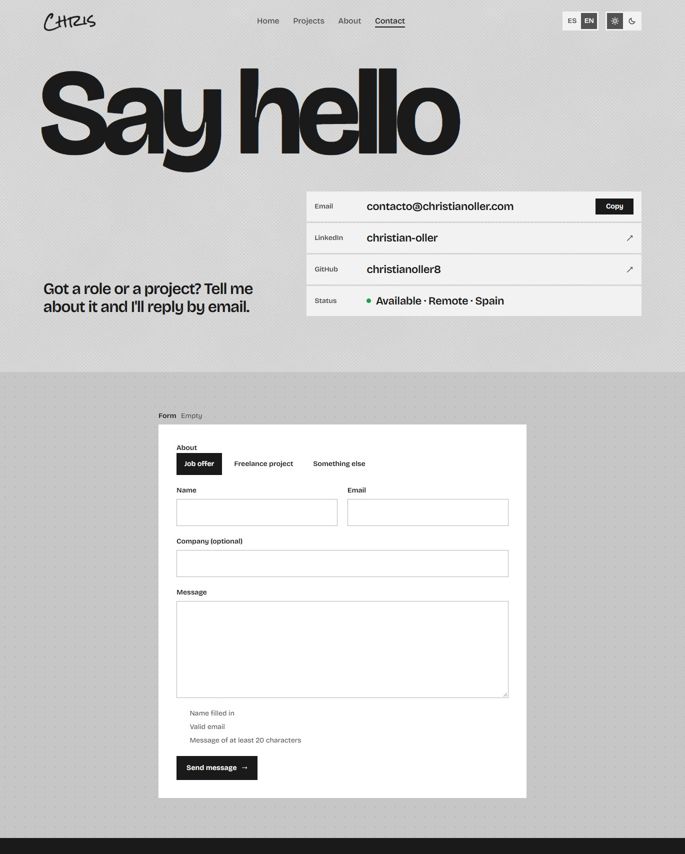 CHRIS
Home Projects About Contact
ES EN
Say hello
Got a role or a project? Tell me
about it and I'll reply by email.
Email contacto@christianoller.com Copy
LinkedIn christian-oller ↗
GitHub christianoller8 ↗
Status Available · Remote · Spain
Form Empty
About
Job offer Freelance project Something else
Name Email
Company (optional)
Message
Name filled in
Valid email
Message of at least 20 characters
Send message →